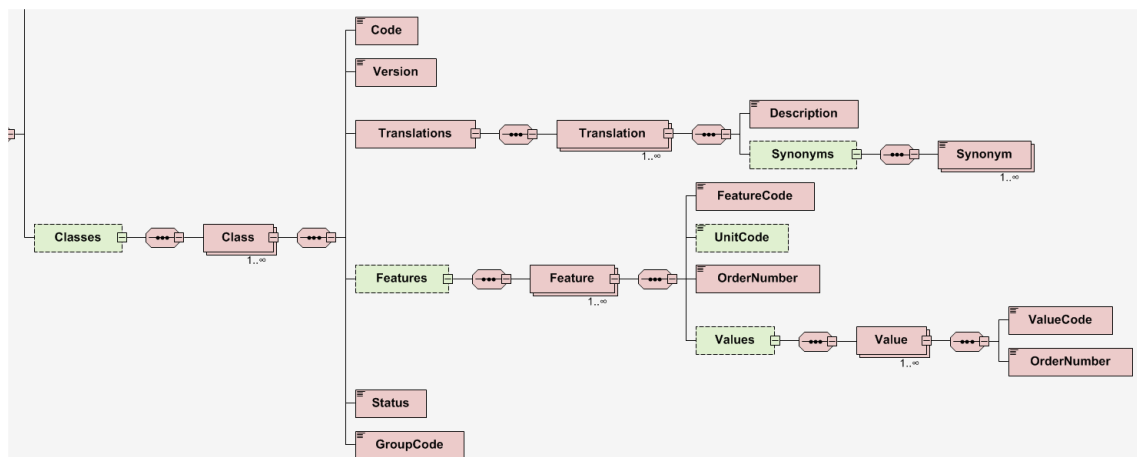 Code
Version
Translations
Translation
1..∞
Description
Synonyms
Synonym
1..∞
Classes
Class
1..∞
Features
Feature
1..∞
FeatureCode
UnitCode
OrderNumber
Values
Value
1..∞
ValueCode
OrderNumber
Status
GroupCode